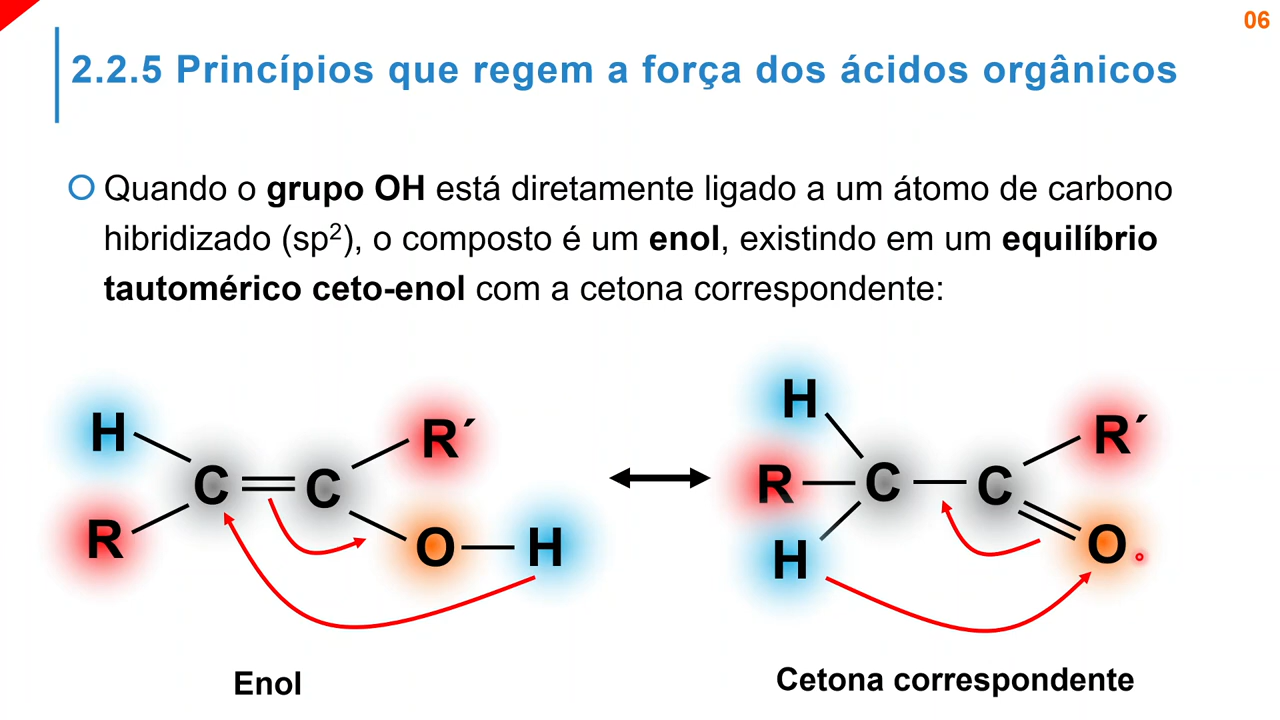 06
2.2.5 Princípios que regem a força dos ácidos orgânicos
Quando o grupo OH está diretamente ligado a um átomo de carbono
hibridizado (sp²), o composto é um enol, existindo em um equilíbrio
tautomérico ceto-enol com a cetona correspondente:
H R´
C C
R O H
H R´
R C C
H O
Enol
Cetona correspondente